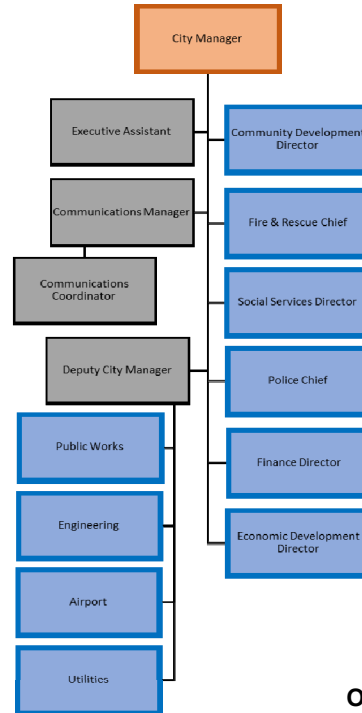 City Manager
Executive Assistant
Community Development
Director
Communications Manager
Fire & Rescue Chief
Communications
Coordinator
Social Services Director
Deputy City Manager
Police Chief
Public Works
Finance Director
Engineering
Economic Development
Director
Airport
Utilities
O